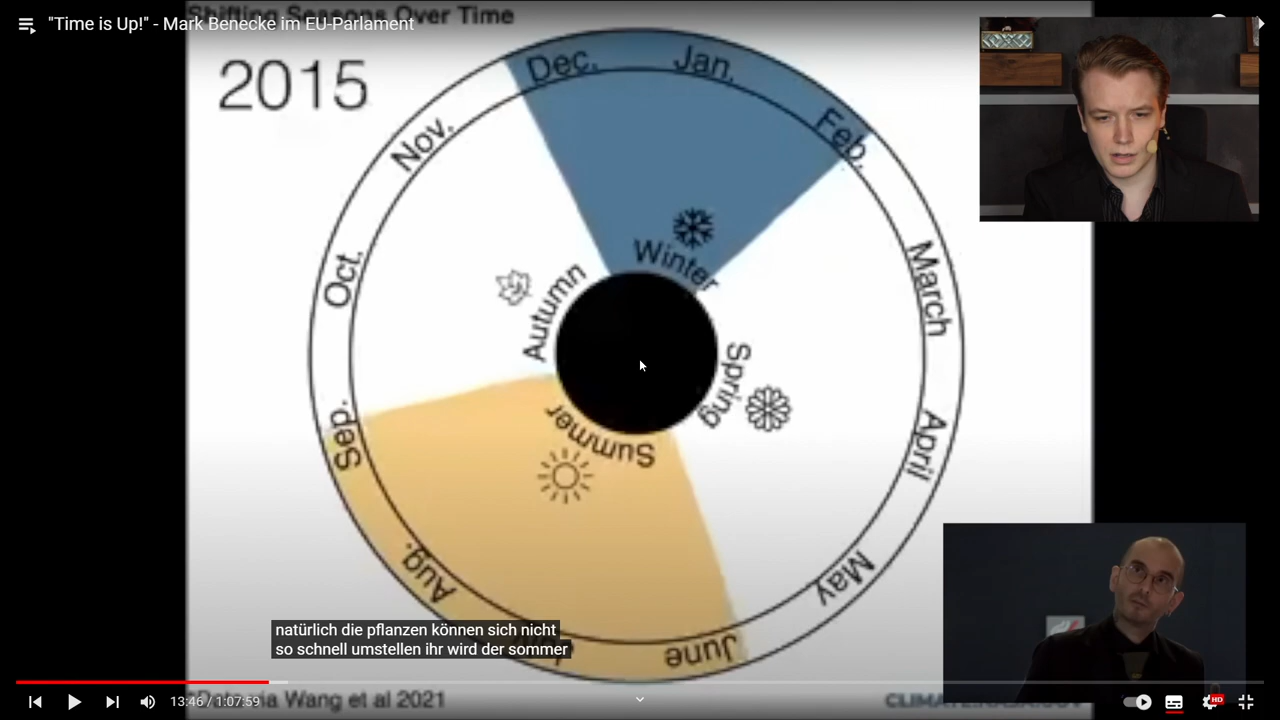 Shifting Seasons Over Time
"Time is Up!" - Mark Benecke im EU-Parlament
2015
Dec.
Jan.
Feb.
March
April
May
June
Aug.
Sep.
Oct.
Nov.
Winter
Spring
Summer
Autumn
natürlich die pflanzen können sich nicht
so schnell umstellen ihr wird der sommer
Wang et al 2021
13:46 / 1:07:59
HD